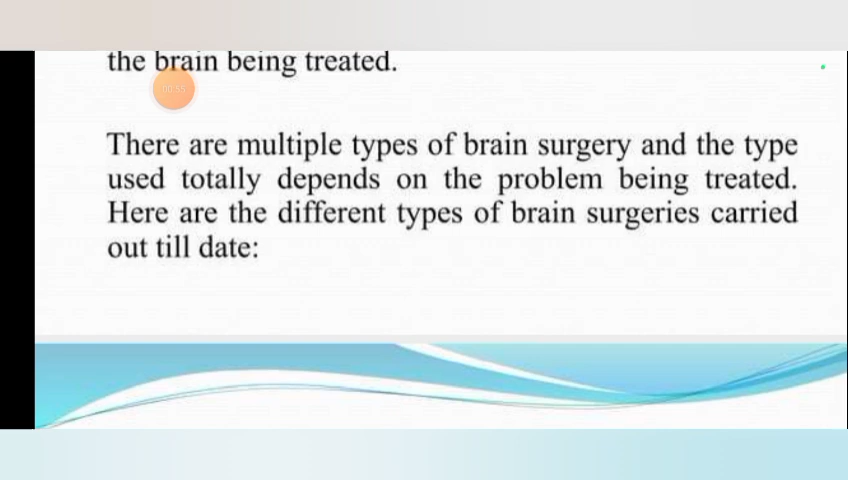 the brain being treated.
There are multiple types of brain surgery and the type
used totally depends on the problem being treated.
Here are the different types of brain surgeries carried
out till date: